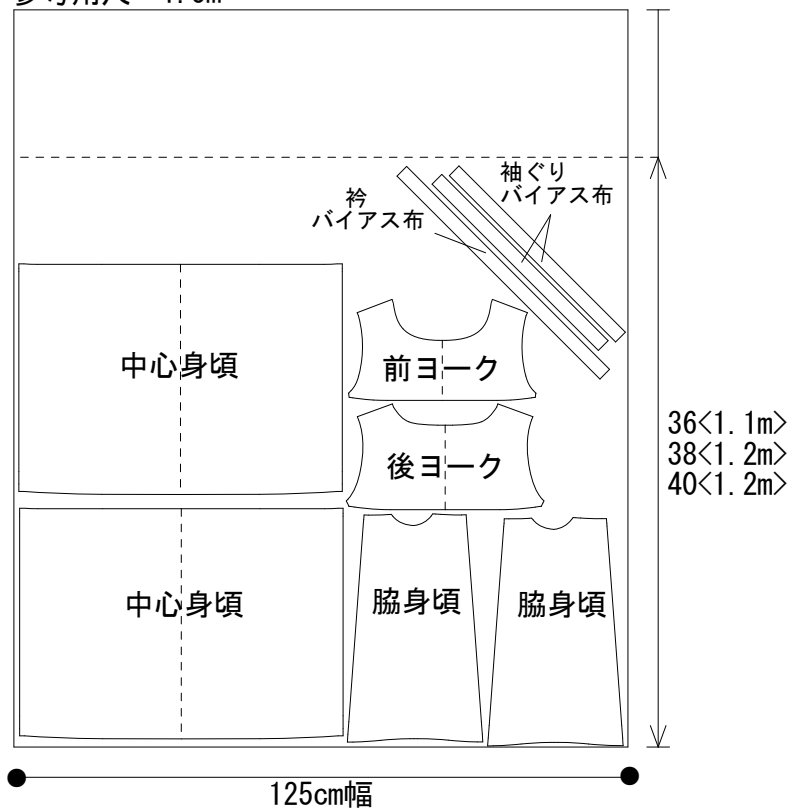 袖ぐり
バイアス布
衿
バイアス布
中心身頃
前ヨーク
後ヨーク
36<1.1m>
38<1.2m>
40<1.2m>
中心身頃
脇身頃
脇身頃
125cm幅